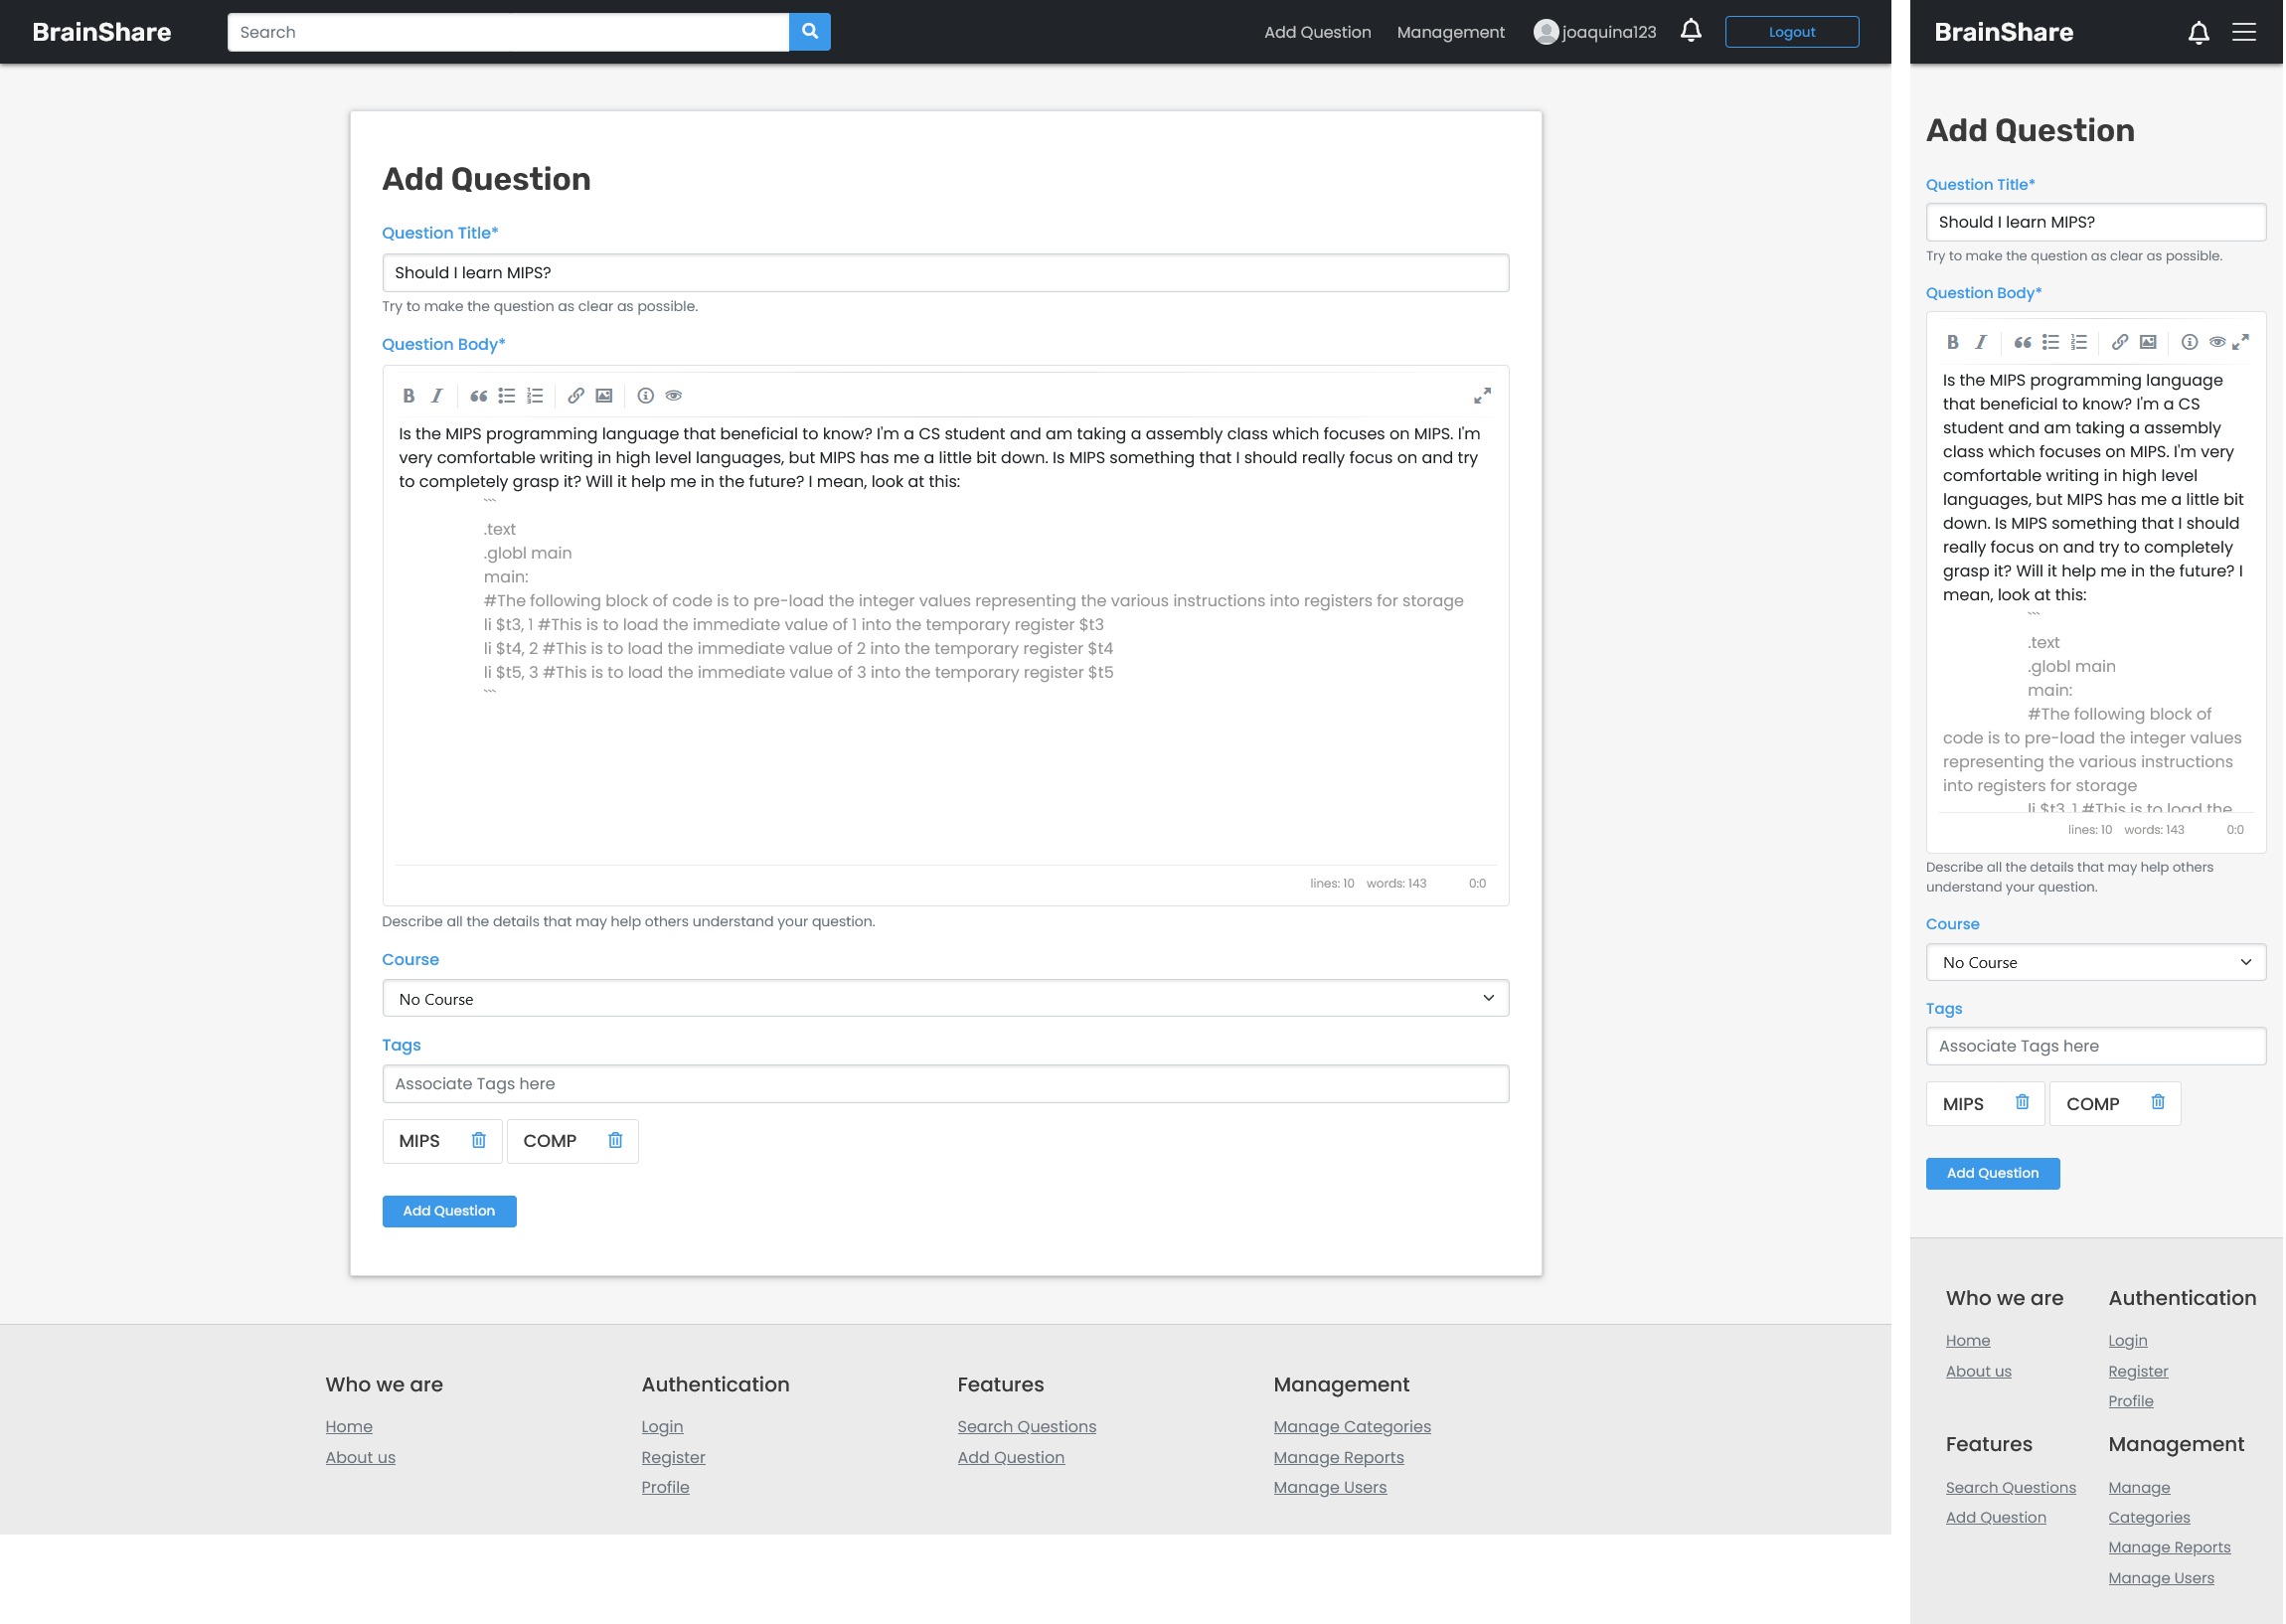 BrainShare
Search
Add Question
Management
joaquina123
Logout
Add Question
Question Title*
Should I learn MIPS?
Try to make the question as clear as possible.
Question Body*
Is the MIPS programming language that beneficial to know? I'm a CS student and am taking a assembly class which focuses on MIPS. I'm
very comfortable writing in high level languages, but MIPS has me a little bit down. Is MIPS something that I should really focus on and try
to completely grasp it? Will it help me in the future? I mean, look at this:
```
.text
.globl main
main:
#The following block of code is to pre-load the integer values representing the various instructions into registers for storage
li $t3, 1 #This is to load the immediate value of 1 into the temporary register $t3
li $t4, 2 #This is to load the immediate value of 2 into the temporary register $t4
li $t5, 3 #This is to load the immediate value of 3 into the temporary register $t5
```
lines: 10 words: 143 0:0
Describe all the details that may help others understand your question.
Course
No Course
Tags
Associate Tags here
MIPS
COMP
Add Question
Who we are
Home
About us
Authentication
Login
Register
Profile
Features
Search Questions
Add Question
Management
Manage Categories
Manage Reports
Manage Users
BrainShare
Add Question
Question Title*
Should I learn MIPS?
Try to make the question as clear as possible.
Question Body*
Is the MIPS programming language
that beneficial to know? I'm a CS
student and am taking a assembly
class which focuses on MIPS. I'm very
comfortable writing in high level
languages, but MIPS has me a little bit
down. Is MIPS something that I should
really focus on and try to completely
grasp it? Will it help me in the future? I
mean, look at this:
```
.text
.globl main
main:
#The following block of
code is to pre-load the integer values
representing the various instructions
into registers for storage
li $t3, 1 #This is to load the
lines: 10 words: 143 0:0
Describe all the details that may help others
understand your question.
Course
No Course
Tags
Associate Tags here
MIPS
COMP
Add Question
Who we are
Home
About us
Authentication
Login
Register
Profile
Features
Search Questions
Add Question
Management
Manage
Categories
Manage Reports
Manage Users